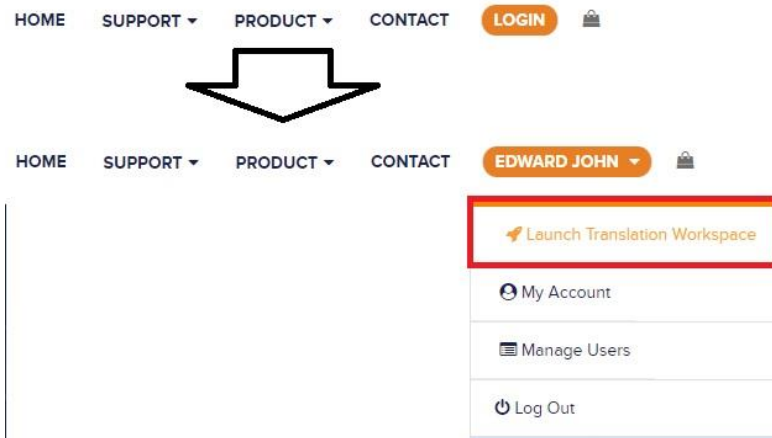 HOME SUPPORT PRODUCT CONTACT LOGIN
HOME SUPPORT PRODUCT CONTACT EDWARD JOHN
Launch Translation Workspace
My Account
Manage Users
Log Out